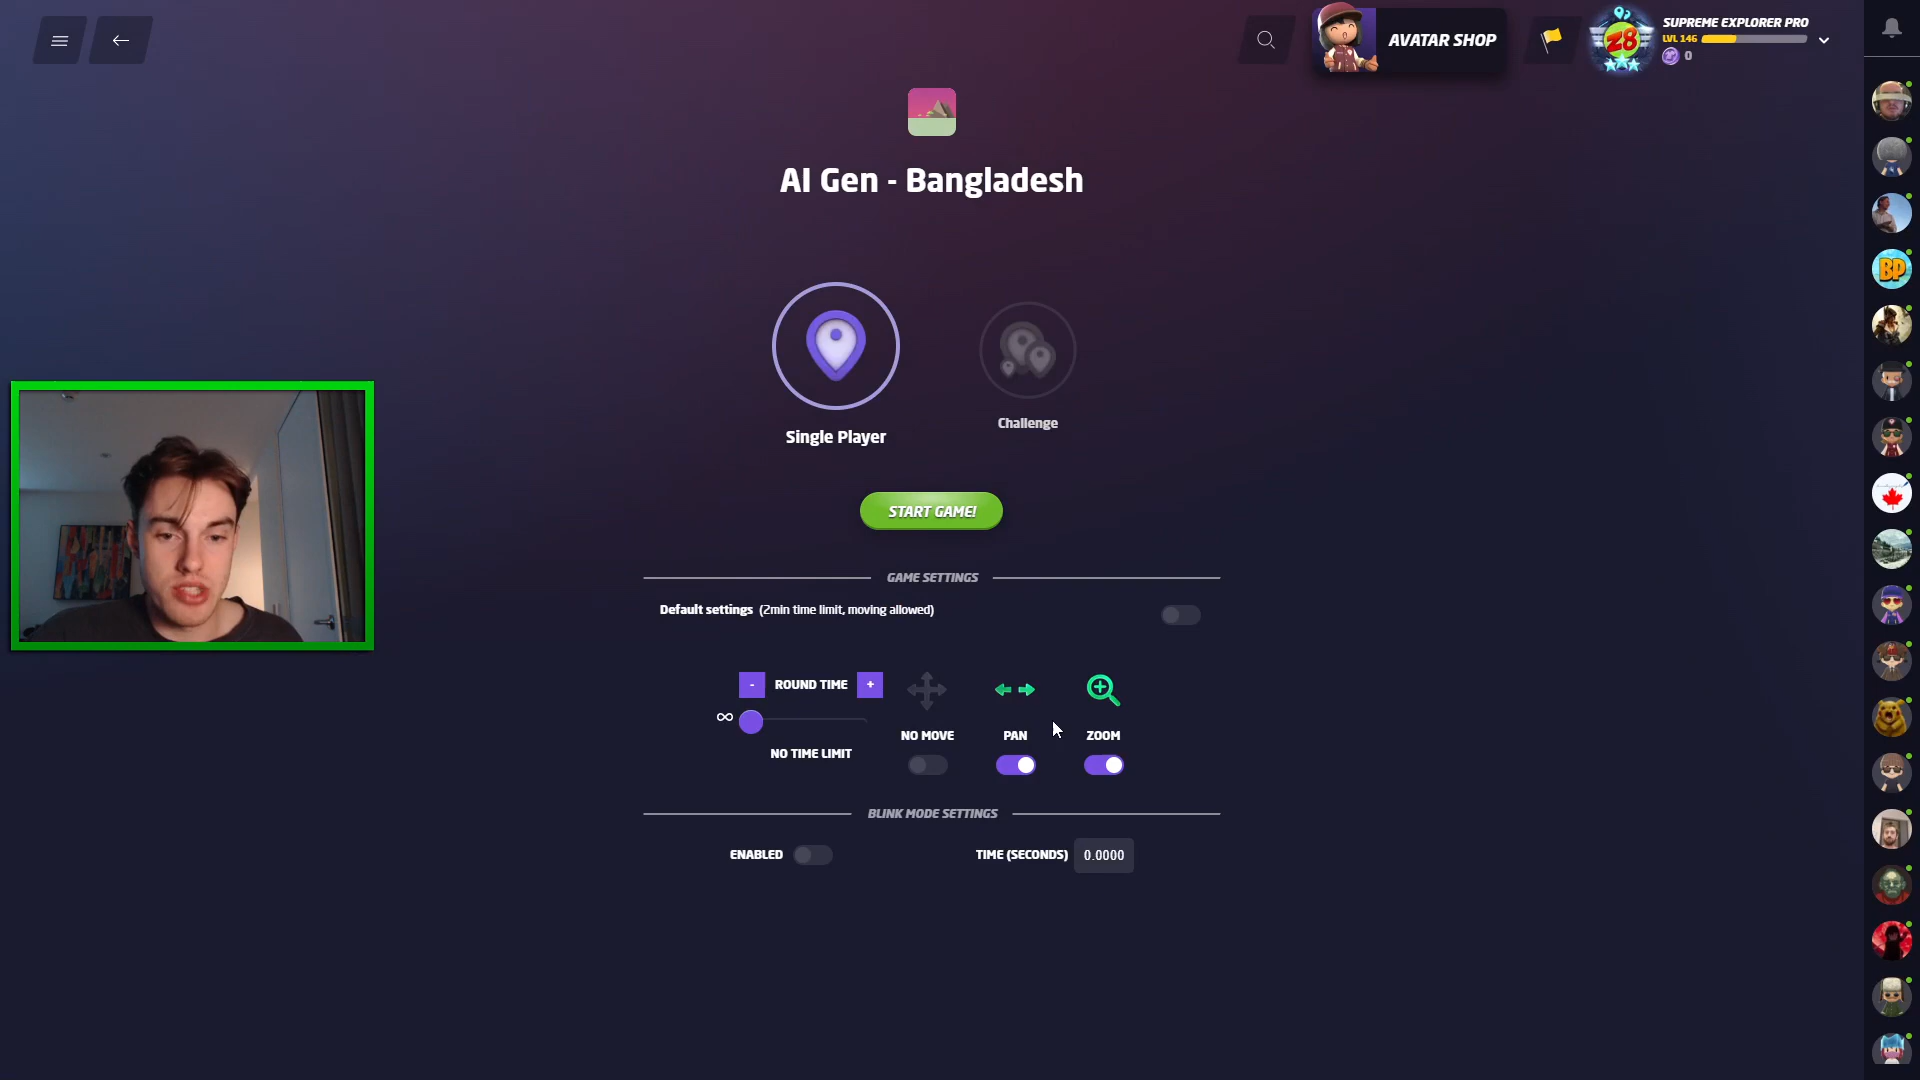 AVATAR SHOP
Z8
SUPREME EXPLORER PRO
LVL 146
0
AI Gen - Bangladesh
Single Player
Challenge
START GAME!
GAME SETTINGS
Default settings (2min time limit, moving allowed)
- ROUND TIME +
∞
NO TIME LIMIT
NO MOVE
PAN
ZOOM
BLINK MODE SETTINGS
ENABLED
TIME (SECONDS) 0.0000
BP